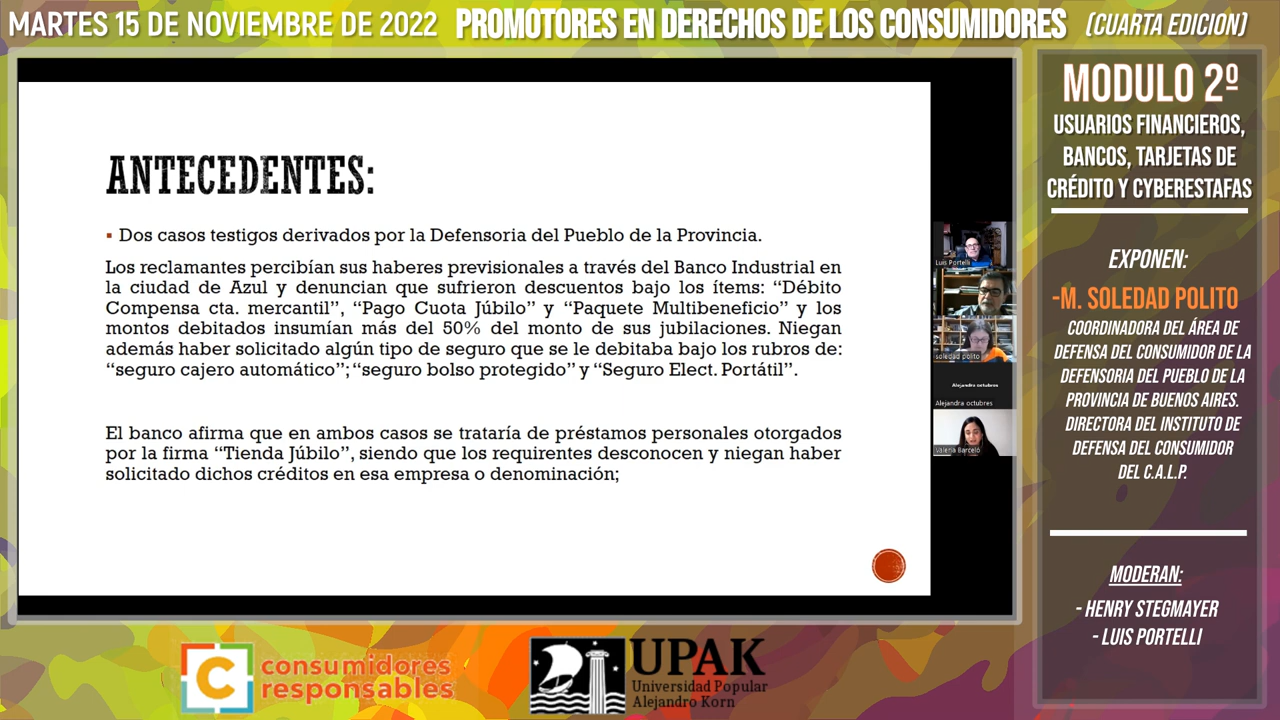 MARTES 15 DE NOVIEMBRE DE 2022 PROMOTORES EN DERECHOS DE LOS CONSUMIDORES (CUARTA EDICION)
ANTECEDENTES:
▪ Dos casos testigos derivados por la Defensoria del Pueblo de la Provincia.
Los reclamantes percibían sus haberes previsionales a través del Banco Industrial en
la ciudad de Azul y denuncian que sufrieron descuentos bajo los ítems: “Débito
Compensa cta. mercantil”, “Pago Cuota Júbilo” y “Paquete Multibeneficio” y los
montos debitados insumían más del 50% del monto de sus jubilaciones. Niegan
además haber solicitado algún tipo de seguro que se le debitaba bajo los rubros de:
“seguro cajero automático”; “seguro bolso protegido” y “Seguro Elect. Portátil”.
El banco afirma que en ambos casos se trataría de préstamos personales otorgados
por la firma “Tienda Júbilo”, siendo que los requirentes desconocen y niegan haber
solicitado dichos créditos en esa empresa o denominación;
Luis Portelli
soledad polito
Alejandra octubres
Alejandra octubres
Valeria Barceló
MODULO 2º
USUARIOS FINANCIEROS,
BANCOS, TARJETAS DE
CRÉDITO Y CYBERESTAFAS
EXPONEN:
-M. SOLEDAD POLITO
COORDINADORA DEL ÁREA DE
DEFENSA DEL CONSUMIDOR DE LA
DEFENSORIA DEL PUEBLO DE LA
PROVINCIA DE BUENOS AIRES.
DIRECTORA DEL INSTITUTO DE
DEFENSA DEL CONSUMIDOR
DEL C.A.L.P.
MODERAN:
- HENRY STEGMAYER
- LUIS PORTELLI
C consumidores
responsables
UPAK
Universidad Popular
Alejandro Korn